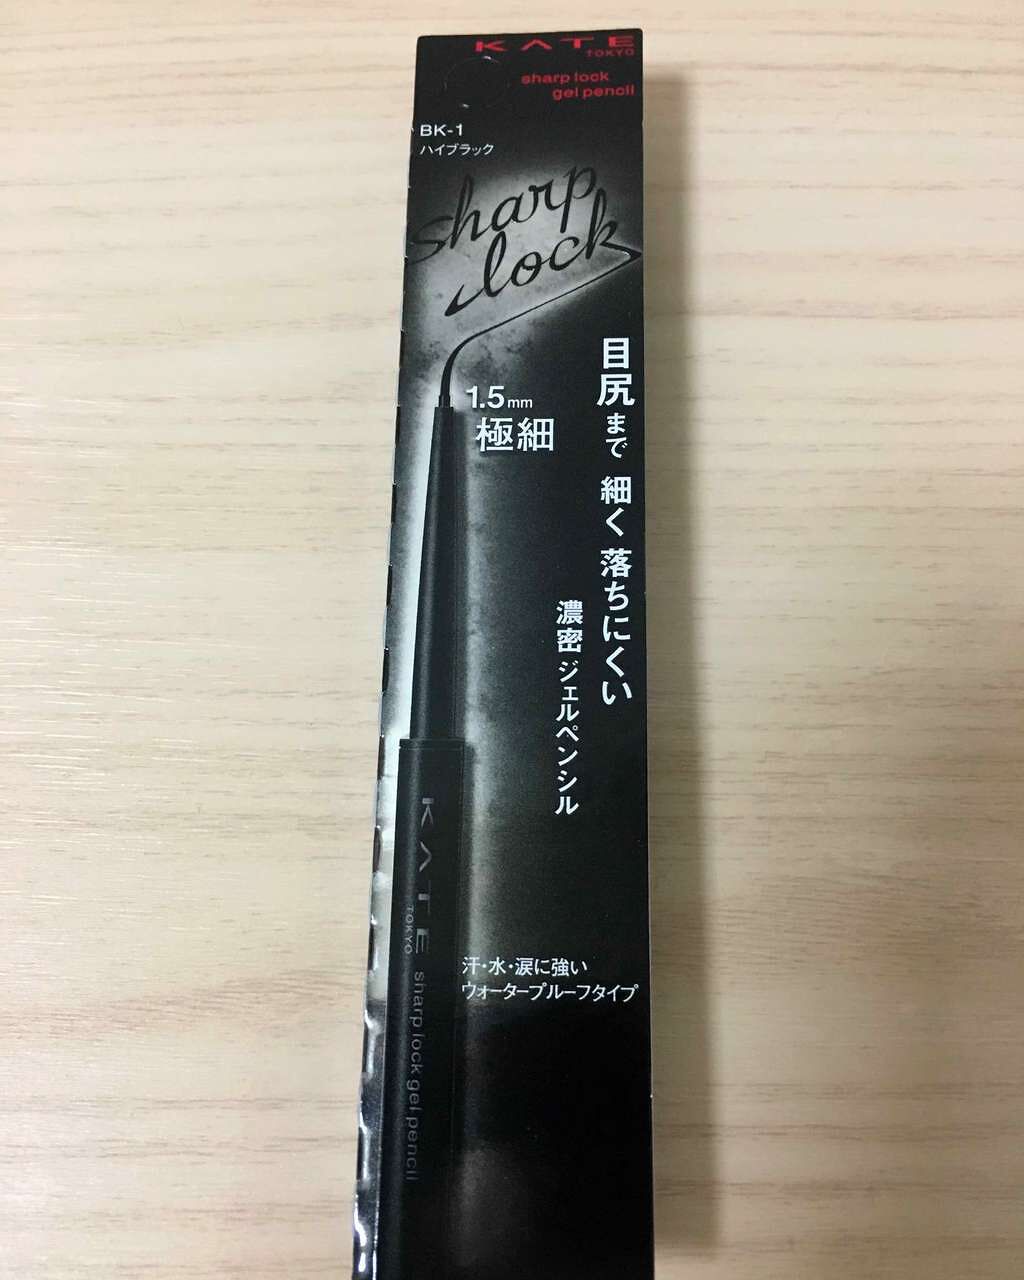 KATE
TOKYO
sharp lock
gel pencil
BK-1
ハイブラック
sharp
lock
1.5mm
極細
目尻まで細く落ちにくい
濃密ジェルペンシル
KATE
TOKYO
sharp lock gel pencil
汗・水・涙に強い
ウォータープルーフタイプ